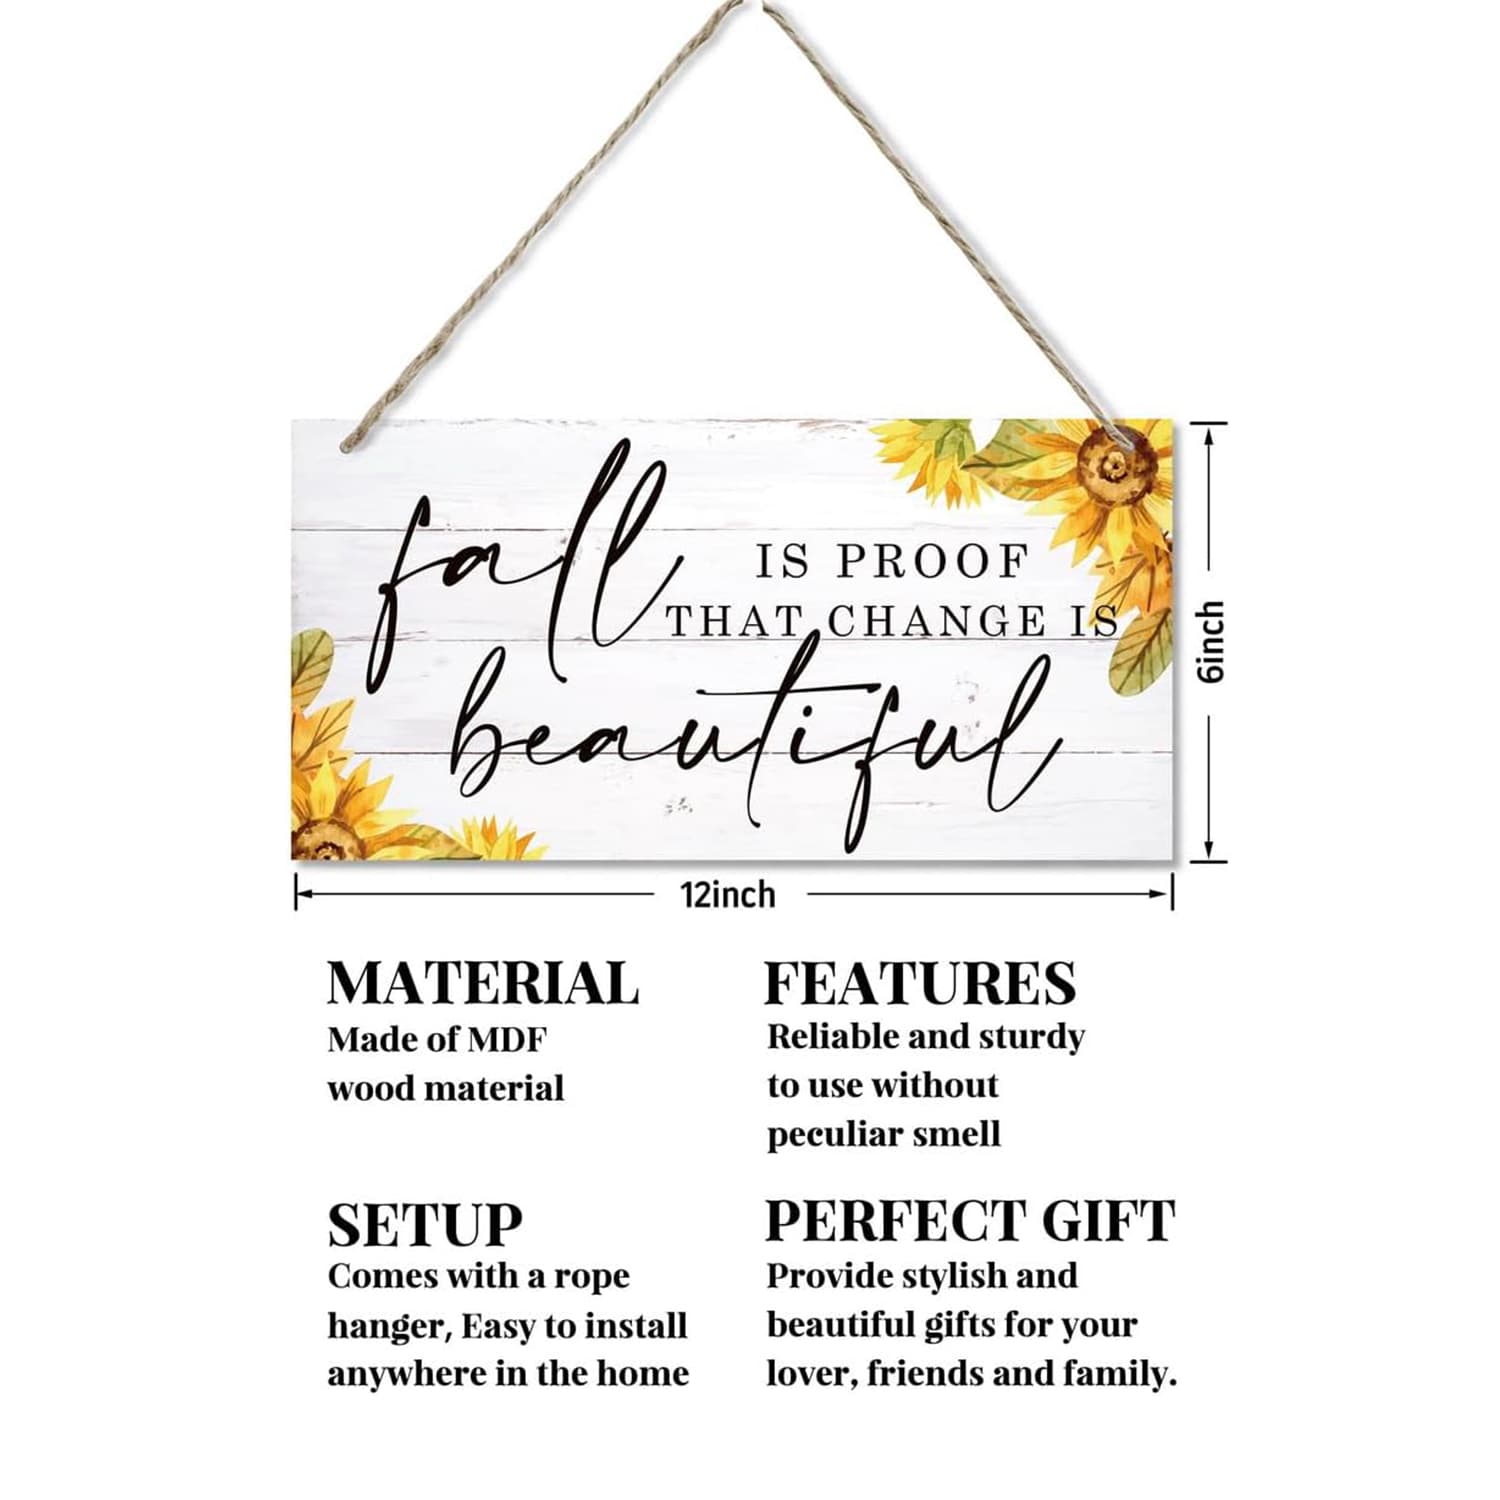 fall IS PROOF
THAT CHANGE IS
beautiful
6inch
12inch
MATERIAL
Made of MDF
wood material
FEATURES
Reliable and sturdy
to use without
peculiar smell
SETUP
Comes with a rope
hanger, Easy to install
anywhere in the home
PERFECT GIFT
Provide stylish and
beautiful gifts for your
lover, friends and family.